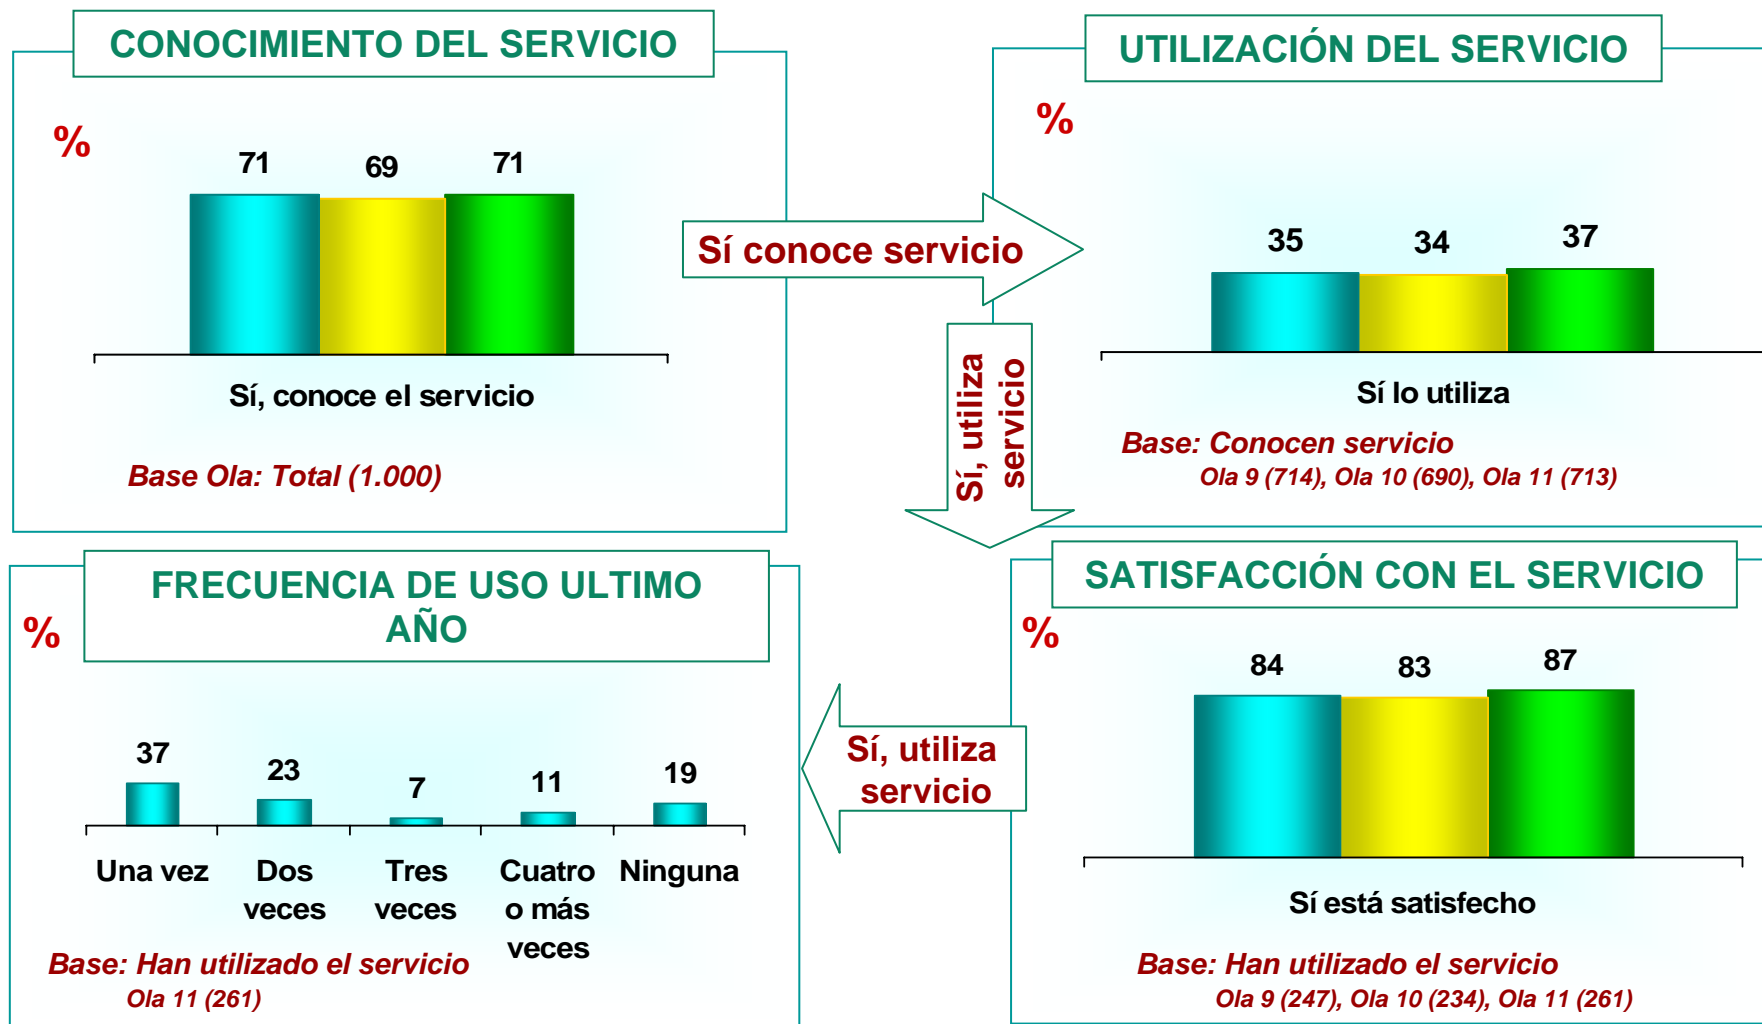 CONOCIMIENTO DEL SERVICIO
%
71
69
71
Sí, conoce el servicio
Base Ola: Total (1.000)
Sí conoce servicio
UTILIZACIÓN DEL SERVICIO
%
35
34
37
Sí lo utiliza
Base: Conocen servicio
Ola 9 (714), Ola 10 (690), Ola 11 (713)
Sí, utiliza
servicio
SATISFACCIÓN CON EL SERVICIO
%
84
83
87
Sí está satisfecho
Base: Han utilizado el servicio
Ola 9 (247), Ola 10 (234), Ola 11 (261)
Sí, utiliza
servicio
FRECUENCIA DE USO ULTIMO
AÑO
%
37
23
7
11
19
Una vez
Dos
veces
Tres
veces
Cuatro
o más
veces
Ninguna
Base: Han utilizado el servicio
Ola 11 (261)